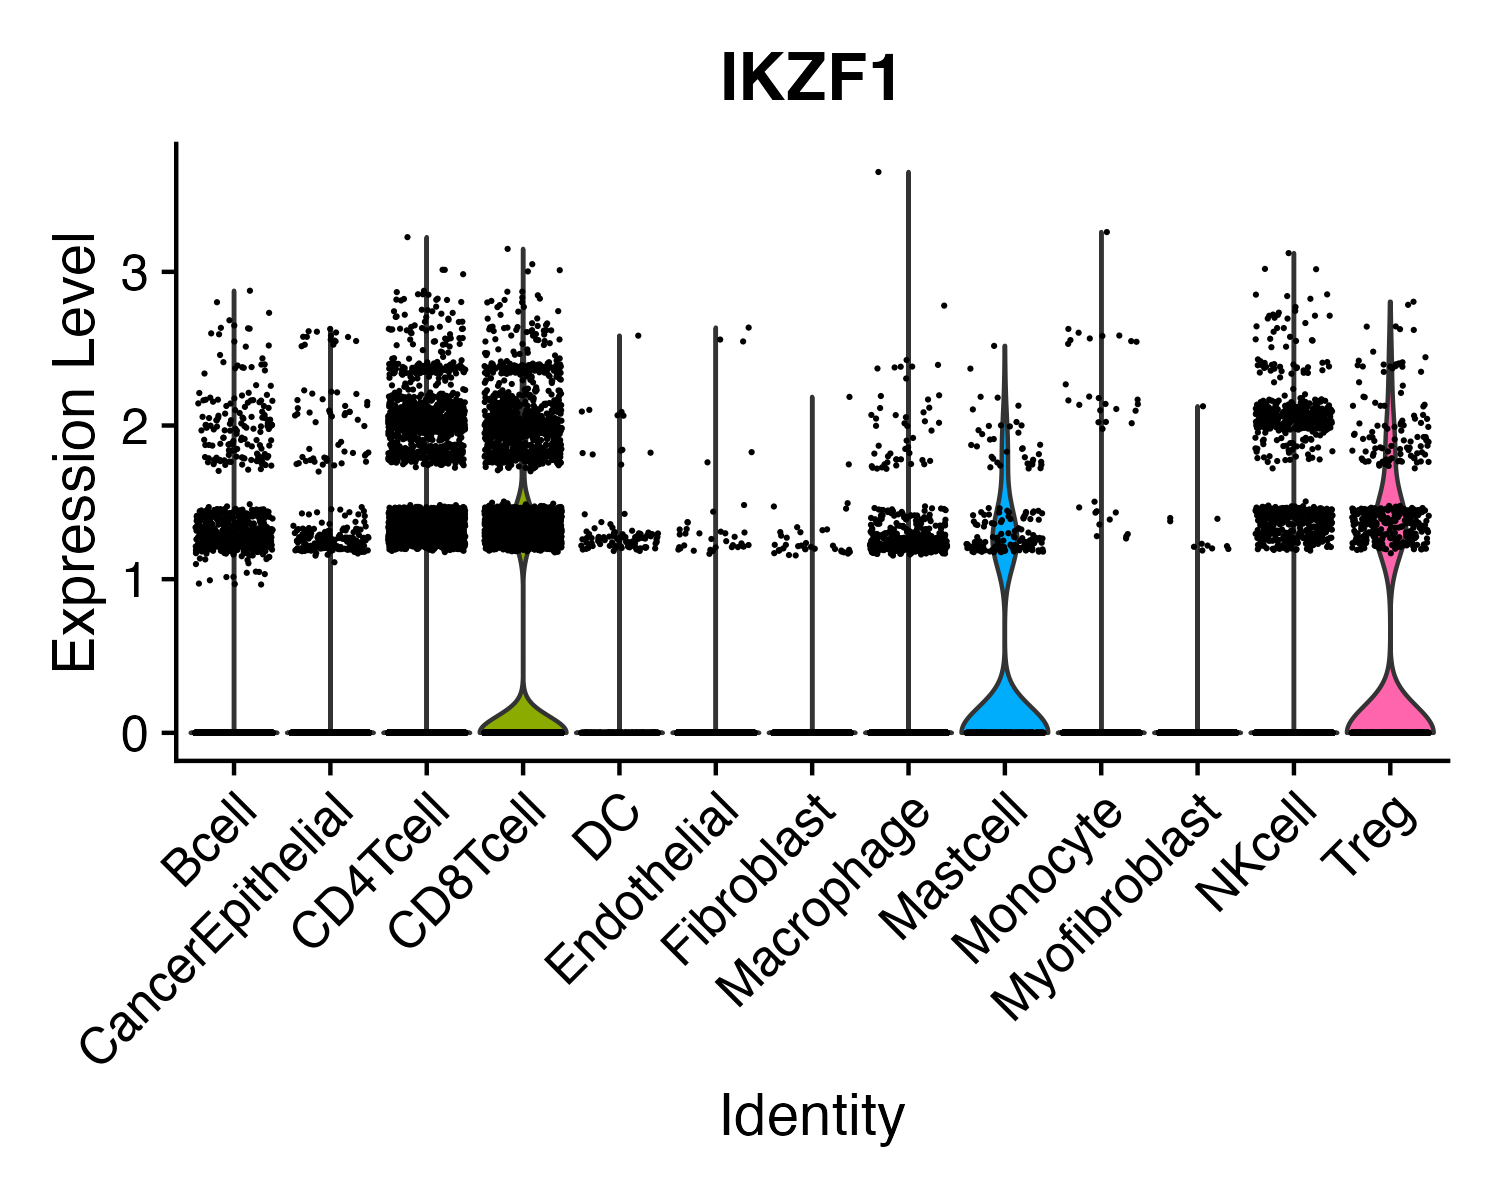 IKZF1
Expression Level
3
2
1
0
Bcell
CancerEpithelial
CD4Tcell
CD8Tcell
DC
Endothelial
Fibroblast
Macrophage
Mastcell
Monocyte
Myofibroblast
NKcell
Treg
Identity